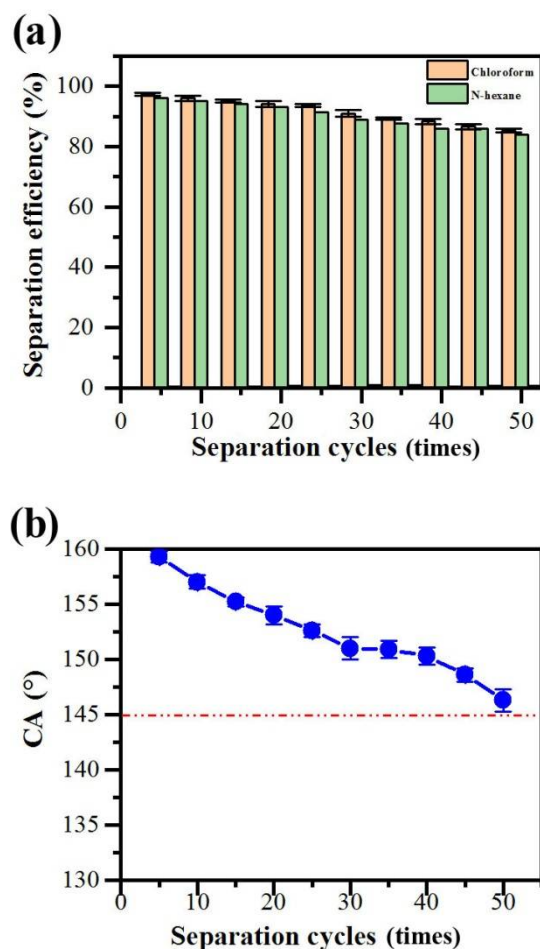 (a)
Separation efficiency (%)
100
80
60
40
20
0
Chloroform
N-hexane
0 10 20 30 40 50
Separation cycles (times)
(b)
CA (°)
160
155
150
145
140
135
130
0 10 20 30 40 50
Separation cycles (times)